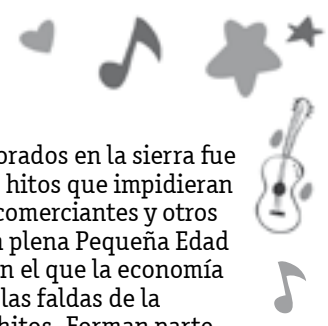 orados en la sierra fue
hitos que impidieran
comerciantes y otros
plena Pequeña Edad
n el que la economía
las faldas de la
hitos. Forman parte